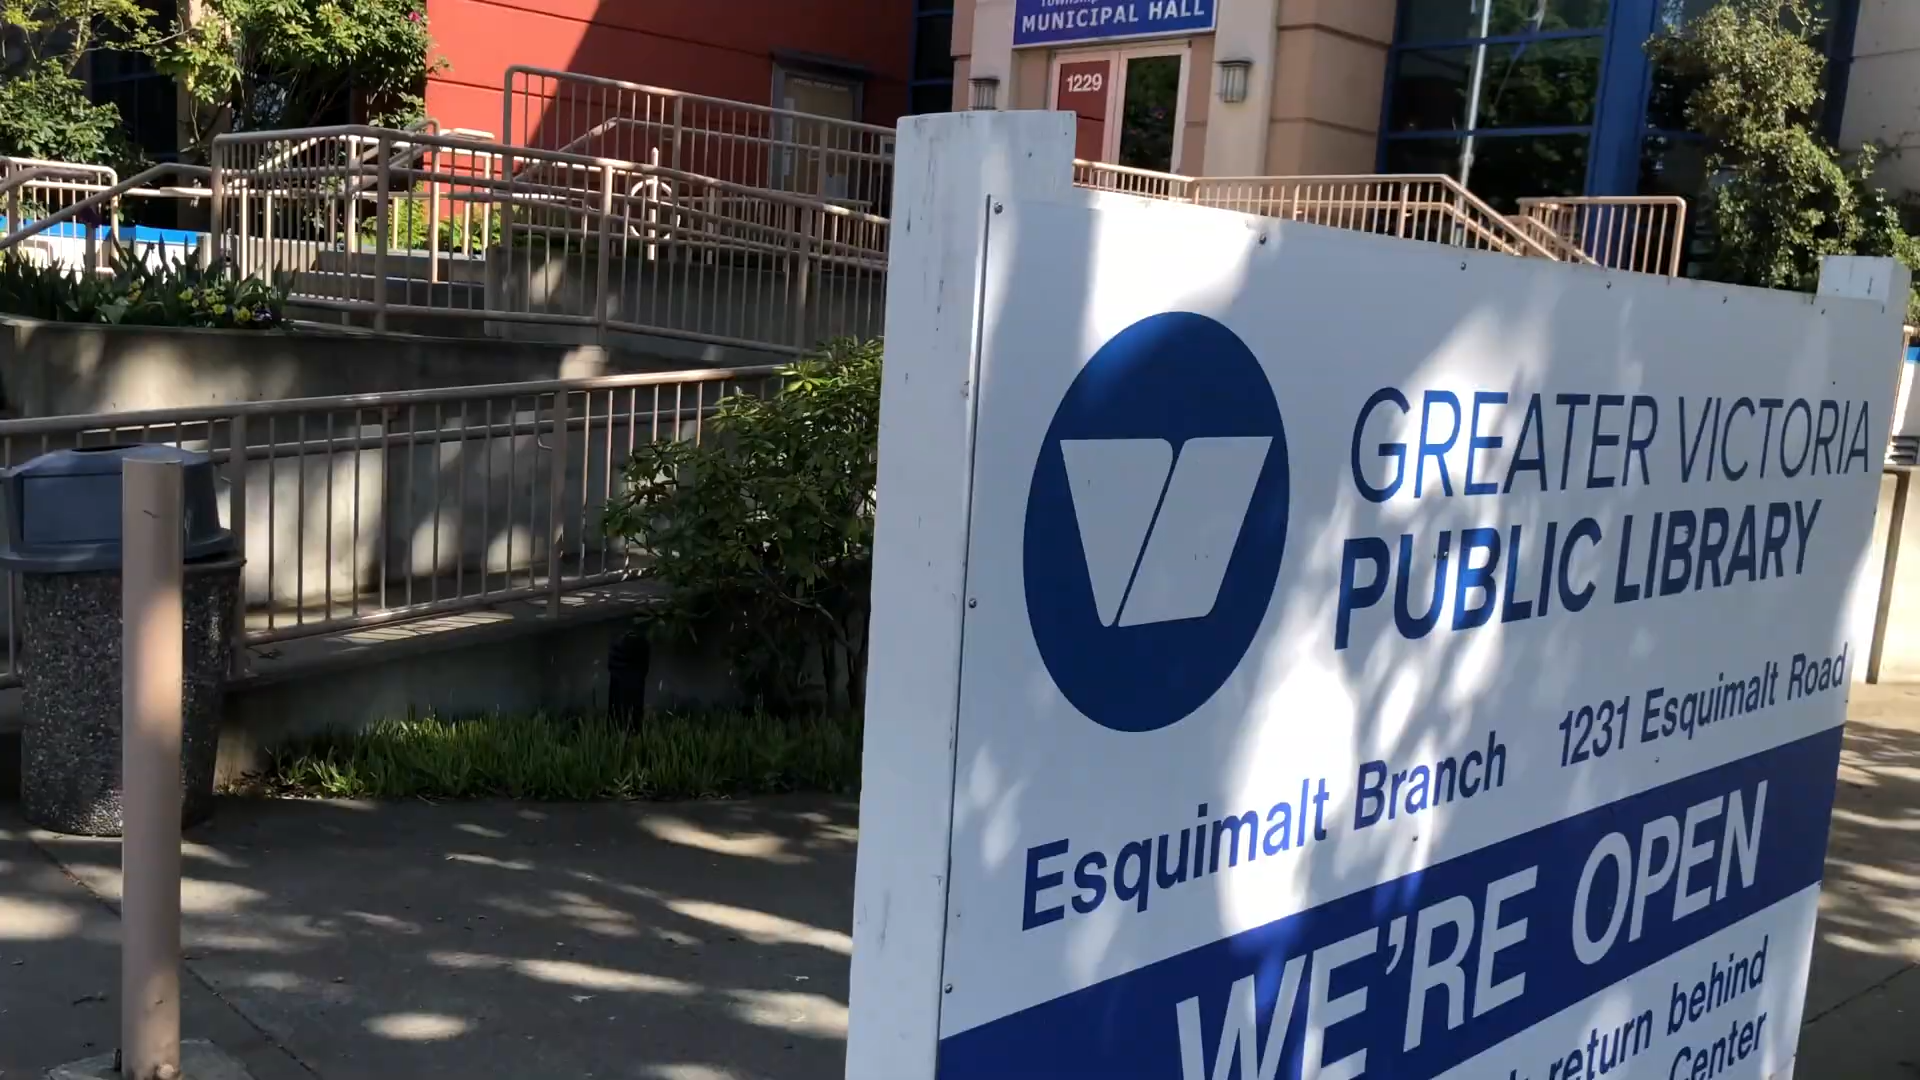 MUNICIPAL HALL
1229
GREATER VICTORIA
PUBLIC LIBRARY
Esquimalt Branch 1231 Esquimalt Road
WE'RE OPEN
return behind
Center